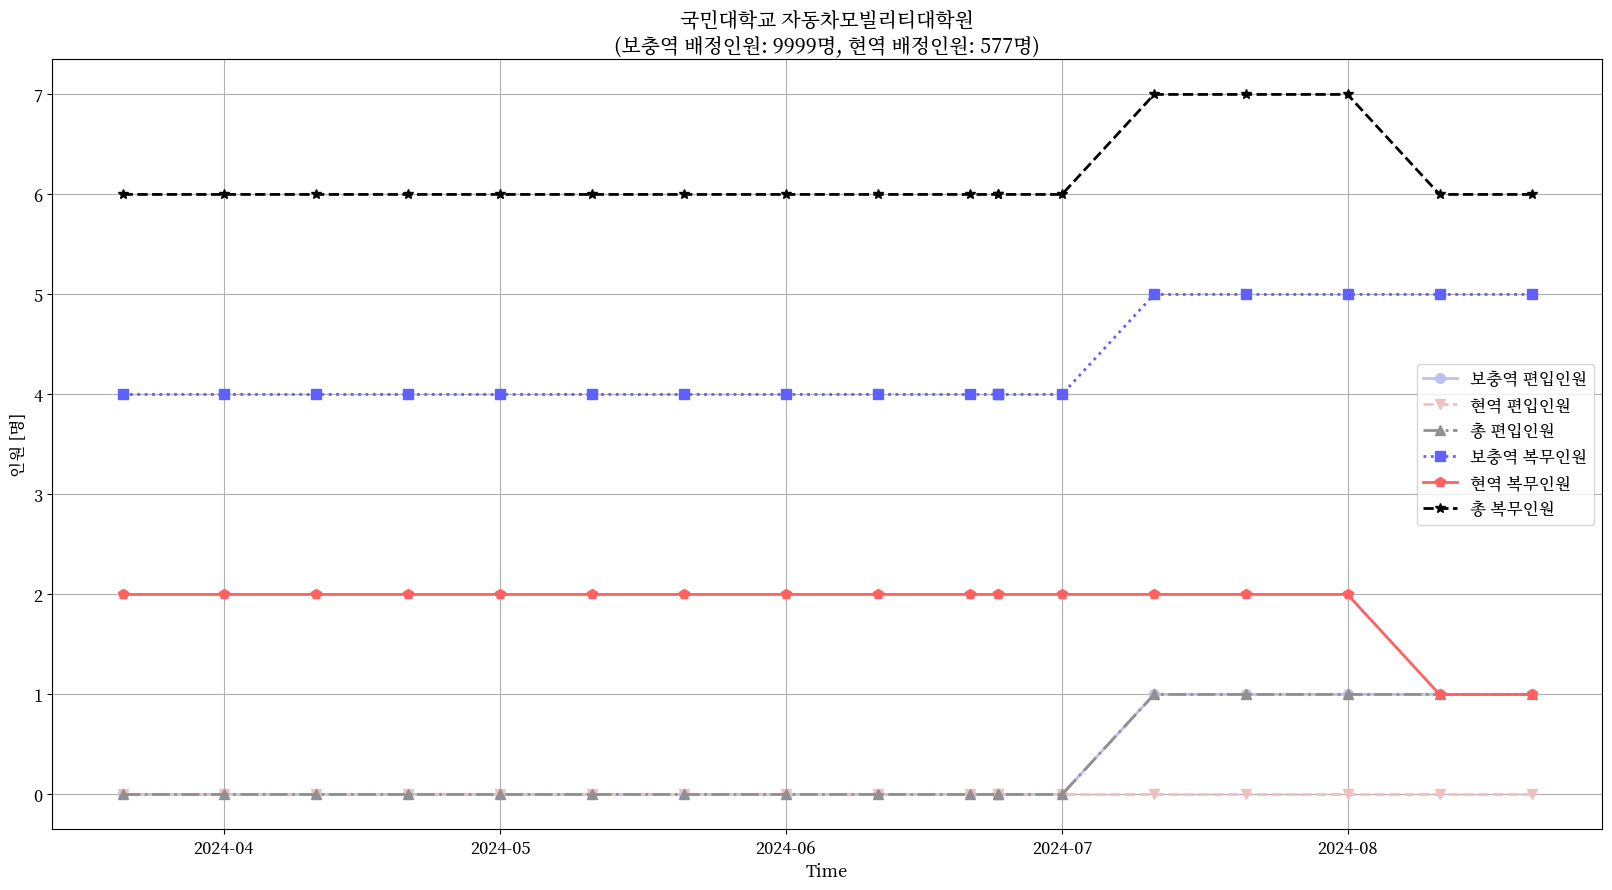 국민대학교 자동차모빌리티대학원
(보충역 배정인원: 9999명, 현역 배정인원: 577명)
7
6
5
4
3
2
1
0
인원 [명]
보충역 편입인원
현역 편입인원
총 편입인원
보충역 복무인원
현역 복무인원
총 복무인원
2024-04
2024-05
2024-06
2024-07
2024-08
Time